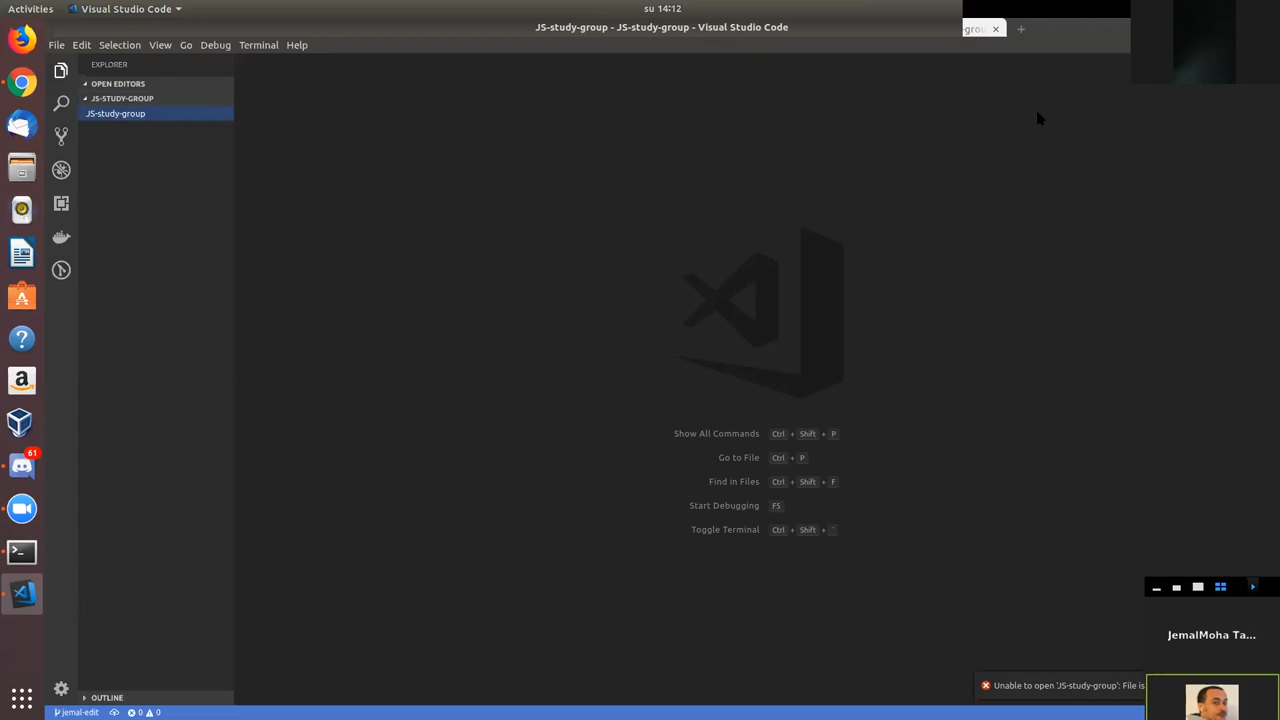 Activities
Visual Studio Code
su 14:12
JS-study-group - JS-study-group - Visual Studio Code
-grou
File Edit Selection View Go Debug Terminal Help
EXPLORER
OPEN EDITORS
JS-STUDY-GROUP
JS-study-group
Show All Commands Ctrl + Shift + P
Go to File Ctrl + P
Find in Files Ctrl + Shift + F
Start Debugging F5
Toggle Terminal Ctrl + Shift + `
61
JemalMoha Ta...
Unable to open 'JS-study-group': File is
OUTLINE
jemal-edit 0 0